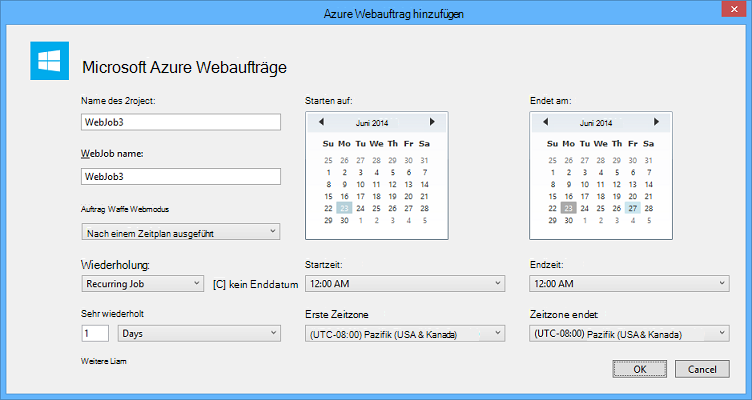 Azure Webauftrag hinzufügen
Microsoft Azure Webaufträge
Name des 2roject:
WebJob3
WebJob name:
WebJob3
Auftrag Waffe Webmodus
Nach einem Zeitplan ausgefüht
Starten auf:
Juni 2014
Su Mo Tu We Th Fr Sa
25 26 27 28 29 30 31
1 2 3 4 5 6 7
8 9 10 11 12 13 14
15 16 17 18 19 20 21
22 23 24 25 26 27 28
29 30 1 2 3 4 5
Endet am:
Juni 2014
Su Mo Tu We Th Fr Sa
25 26 27 28 29 30 31
1 2 3 4 5 6 7
8 9 10 11 12 13 14
15 16 17 18 19 20 21
22 23 24 25 26 27 28
29 30 1 2 3 4 5
Wiederholung:
Recurring Job
[C] kein Enddatum
Startzeit:
12:00 AM
Endzeit:
12:00 AM
Sehr wiederholt
1 Days
Erste Zeitzone
(UTC-08:00) Pazifik (USA & Kanada)
Zeitzone endet
(UTC-08:00) Pazifik (USA & Kanada)
Weitere Liam
OK
Cancel